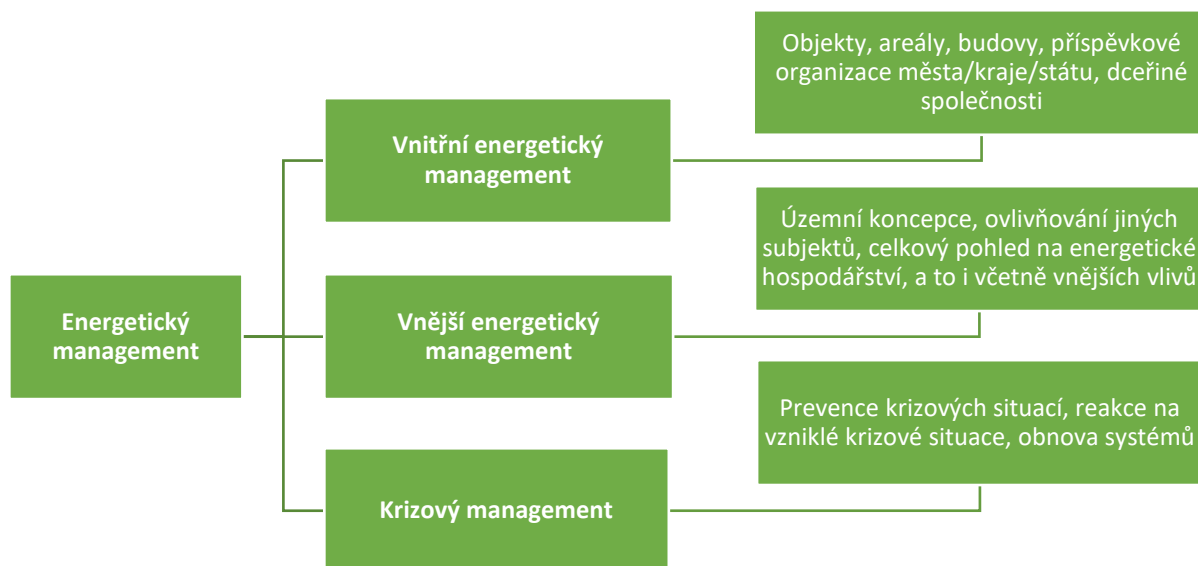 Objekty, areály, budovy, příspěvkové
organizace města/kraje/státu, dceřiné
společnosti
Vnitřní energetický
management
Územní koncepce, ovlivňování jiných
subjektů, celkový pohled na energetické
hospodářství, a to i včetně vnějších vlivů
Energetický
management
Vnější energetický
management
Prevence krizových situací, reakce na
vzniklé krizové situace, obnova systémů
Krizový management